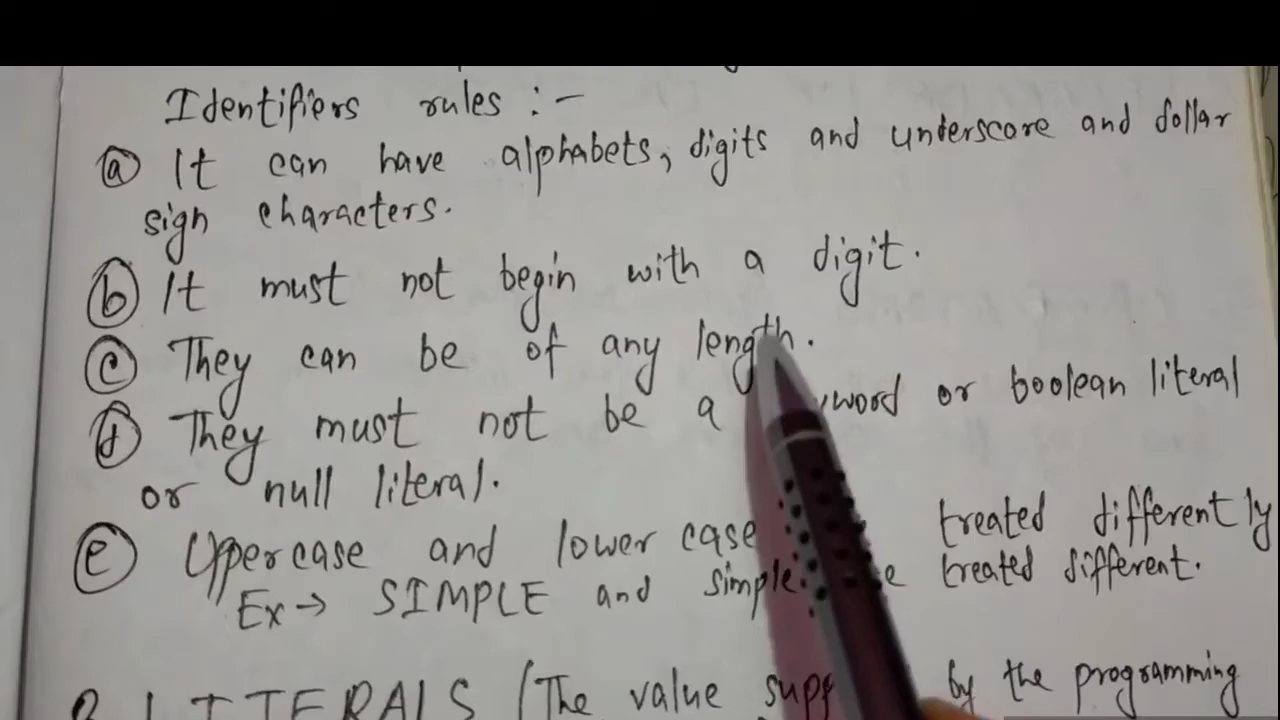 Identifiers rules :-
ⓐ It can have alphabets, digits and underscore and dollar
sign characters.
ⓑ It must not begin with a digit.
ⓒ They can be of any length.
ⓓ They must not be a word or boolean literal
or null literal.
ⓔ Uppercase and lower case treated differently
Ex → SIMPLE and simple treated different.
LITERALS (The value by the programming